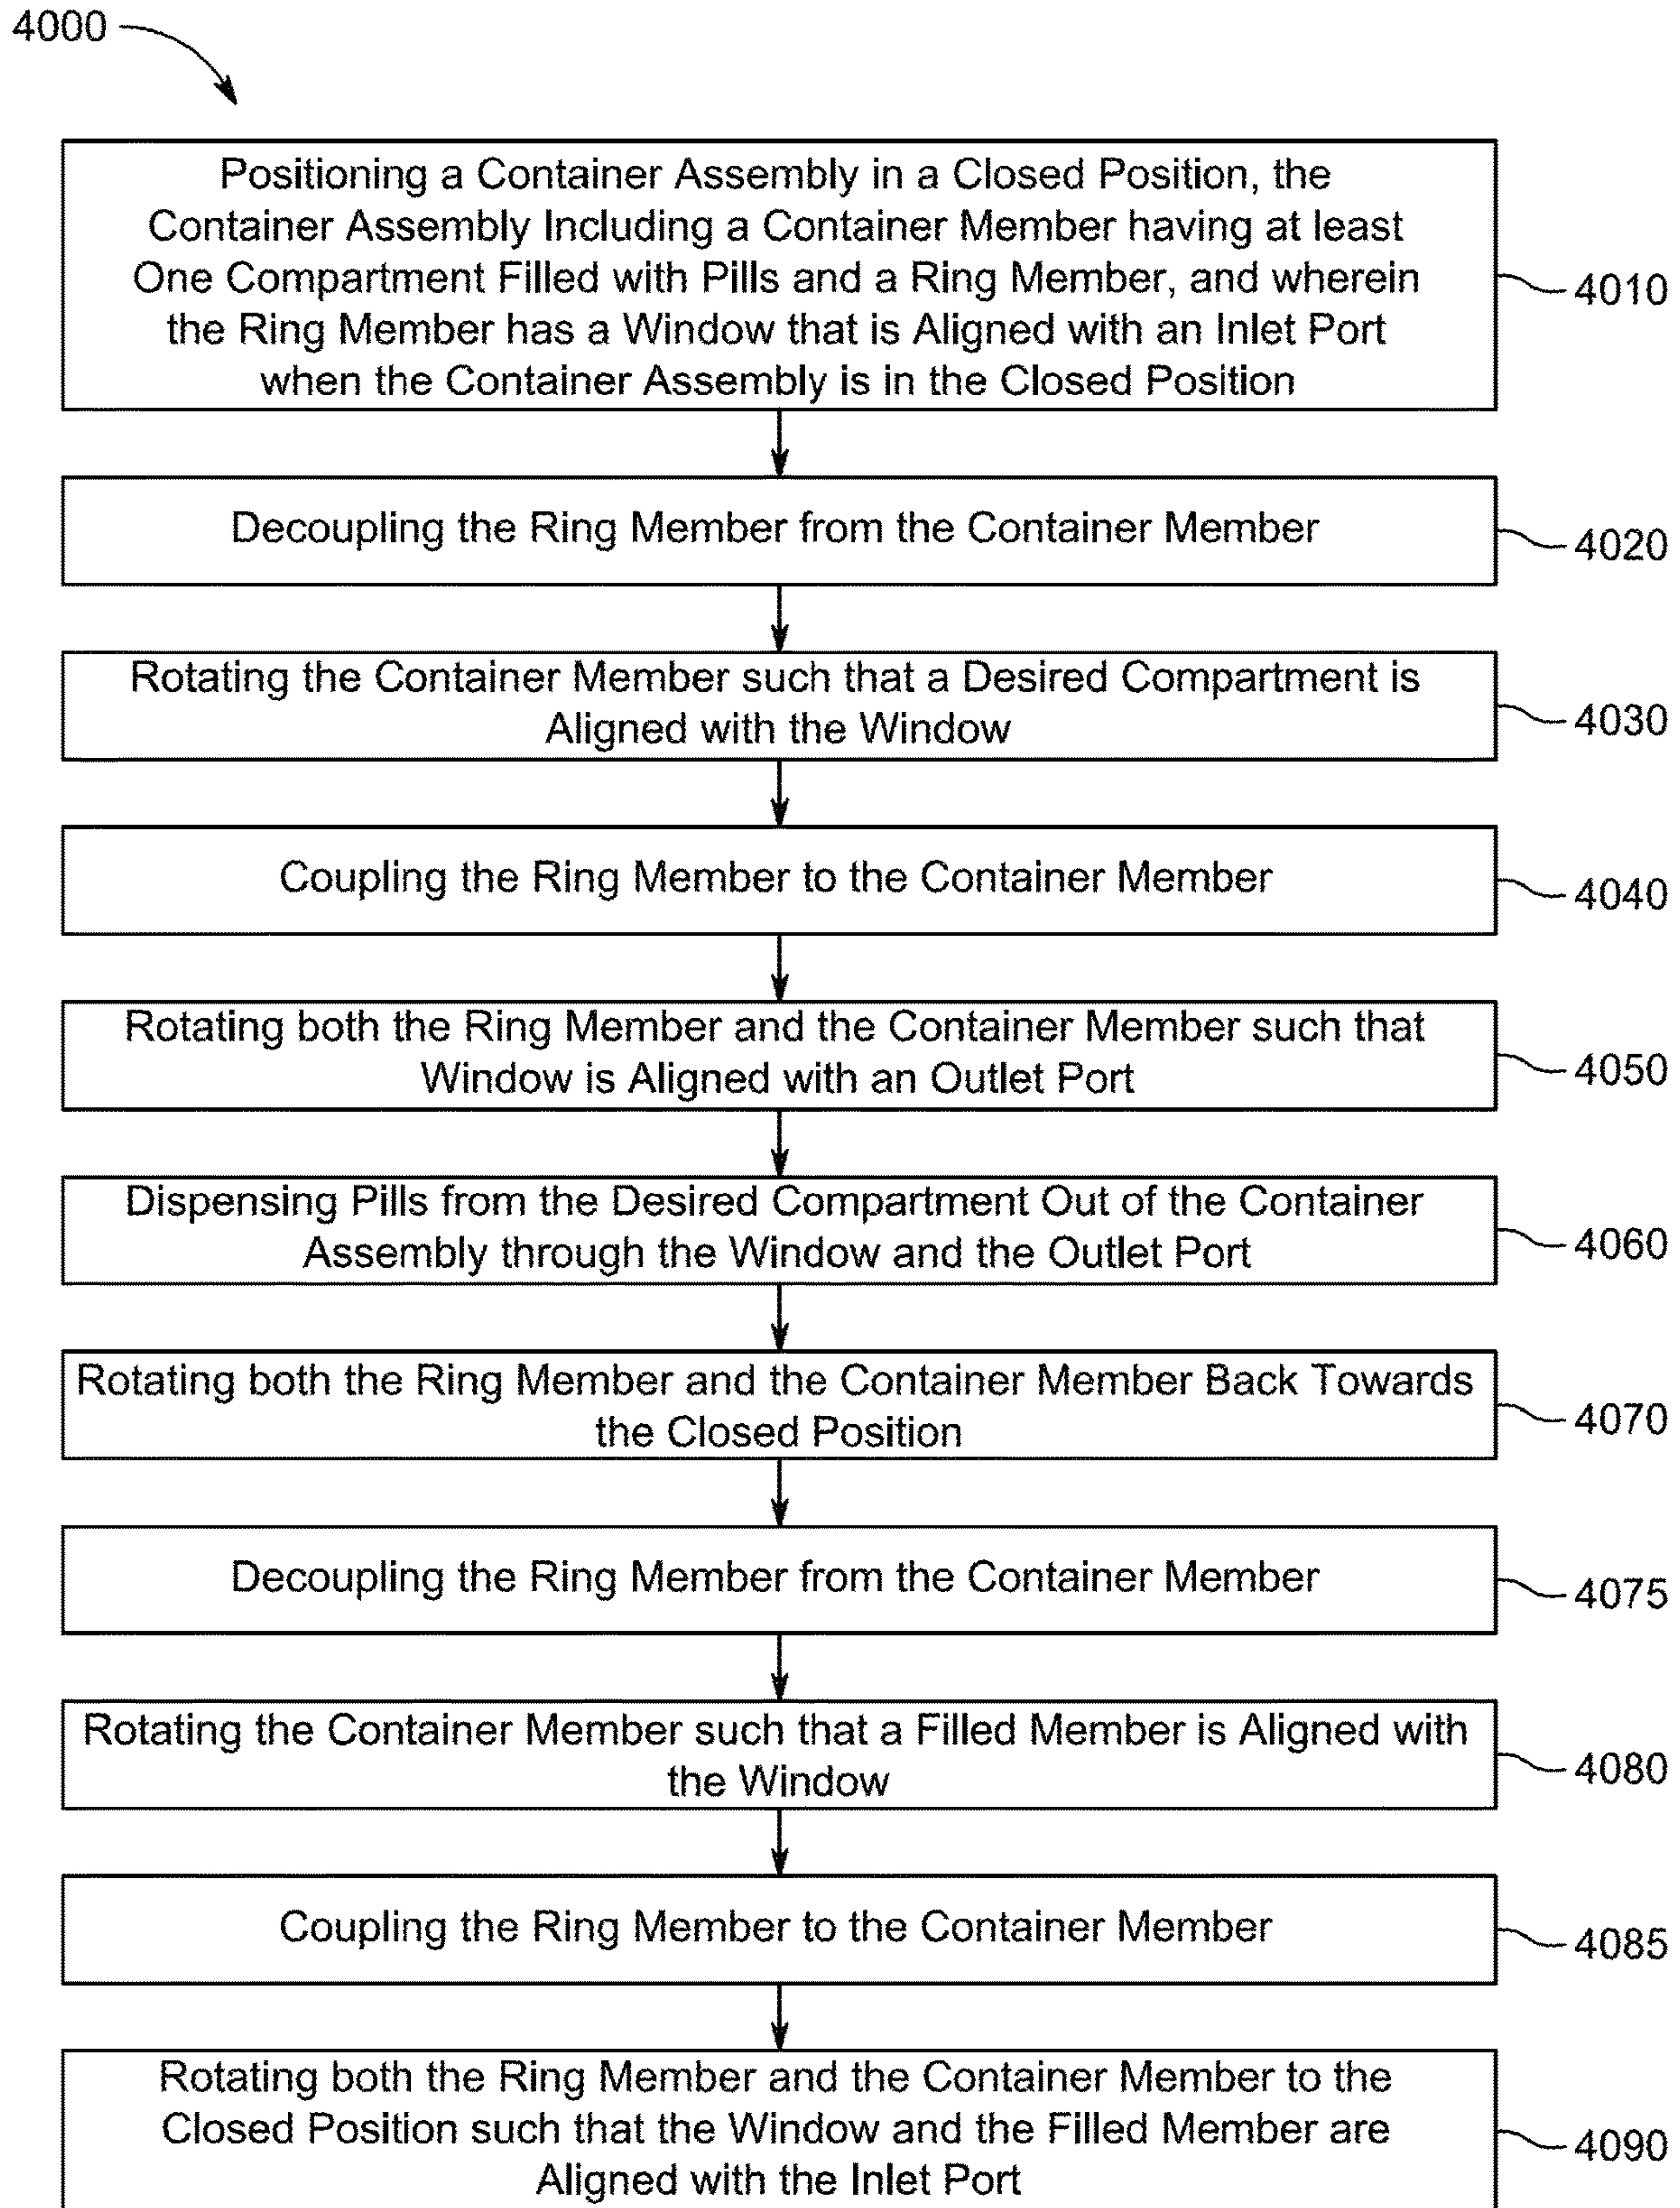 4000
Positioning a Container Assembly in a Closed Position, the
Container Assembly Including a Container Member having at least
One Compartment Filled with Pills and a Ring Member, and wherein
the Ring Member has a Window that is Aligned with an Inlet Port
when the Container Assembly is in the Closed Position
4010
Decoupling the Ring Member from the Container Member
4020
Rotating the Container Member such that a Desired Compartment is
Aligned with the Window
4030
Coupling the Ring Member to the Container Member
4040
Rotating both the Ring Member and the Container Member such that
Window is Aligned with an Outlet Port
4050
Dispensing Pills from the Desired Compartment Out of the Container
Assembly through the Window and the Outlet Port
4060
Rotating both the Ring Member and the Container Member Back Towards
the Closed Position
4070
Decoupling the Ring Member from the Container Member
4075
Rotating the Container Member such that a Filled Member is Aligned with
the Window
4080
Coupling the Ring Member to the Container Member
4085
Rotating both the Ring Member and the Container Member to the
Closed Position such that the Window and the Filled Member are
Aligned with the Inlet Port
4090